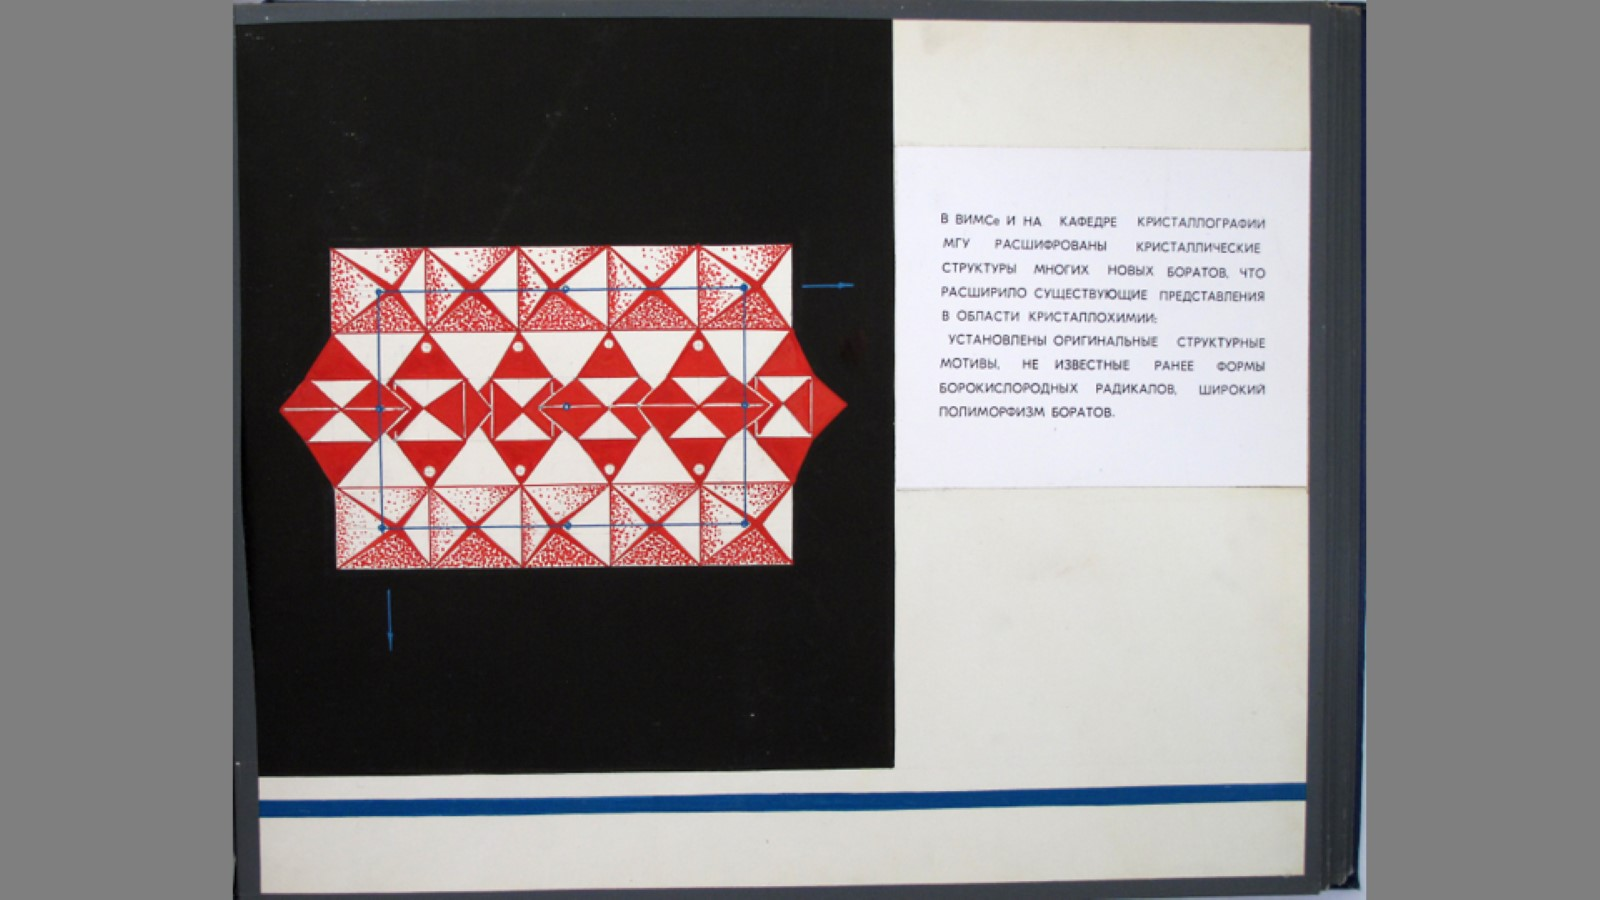 В ВИМСе И НА КАФЕДРЕ КРИСТАЛЛОГРАФИИ
МГУ РАСШИФРОВАНЫ КРИСТАЛЛИЧЕСКИЕ
СТРУКТУРЫ МНОГИХ НОВЫХ БОРАТОВ, ЧТО
РАСШИРИЛО СУЩЕСТВУЮЩИЕ ПРЕДСТАВЛЕНИЯ
В ОБЛАСТИ КРИСТАЛЛОХИМИИ:
УСТАНОВЛЕНЫ ОРИГИНАЛЬНЫЕ СТРУКТУРНЫЕ
МОТИВЫ, НЕ ИЗВЕСТНЫЕ РАНЕЕ ФОРМЫ
БОРОКИСЛОРОДНЫХ РАДИКАЛОВ, ШИРОКИЙ
ПОЛИМОРФИЗМ БОРАТОВ.